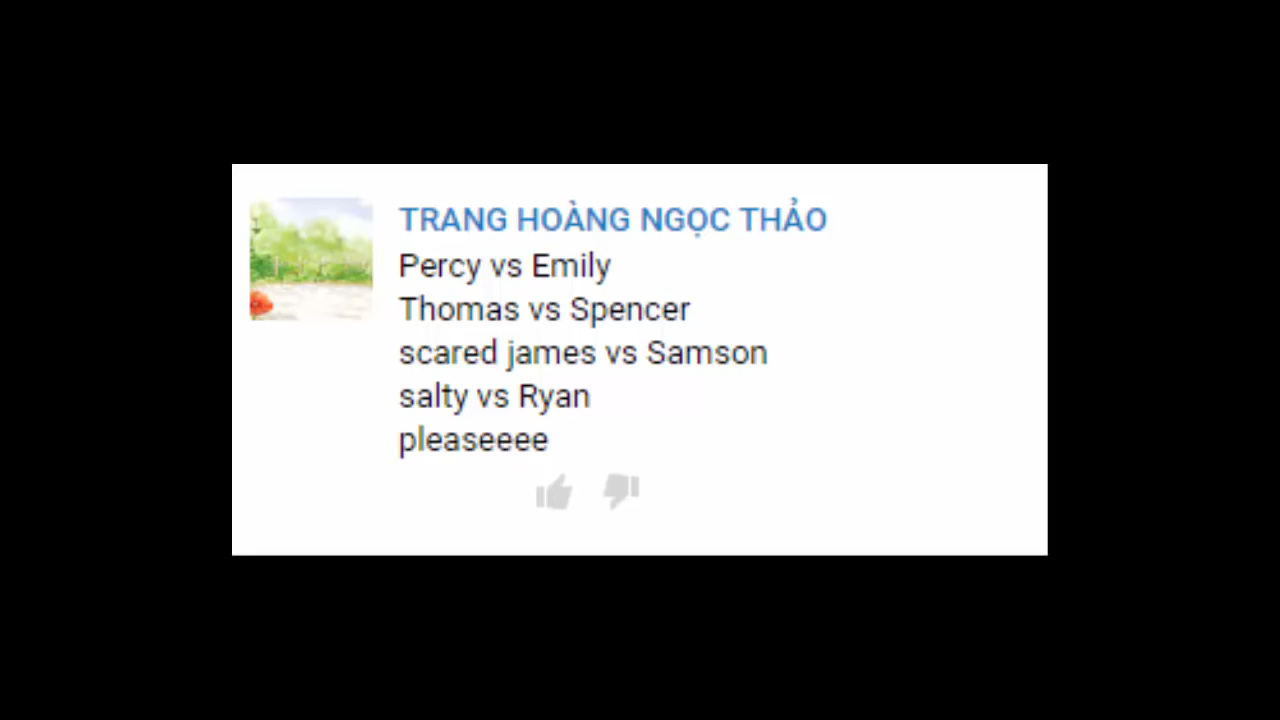 TRANG HOÀNG NGỌC THẢO
Percy vs Emily
Thomas vs Spencer
scared james vs Samson
salty vs Ryan
pleaseeee